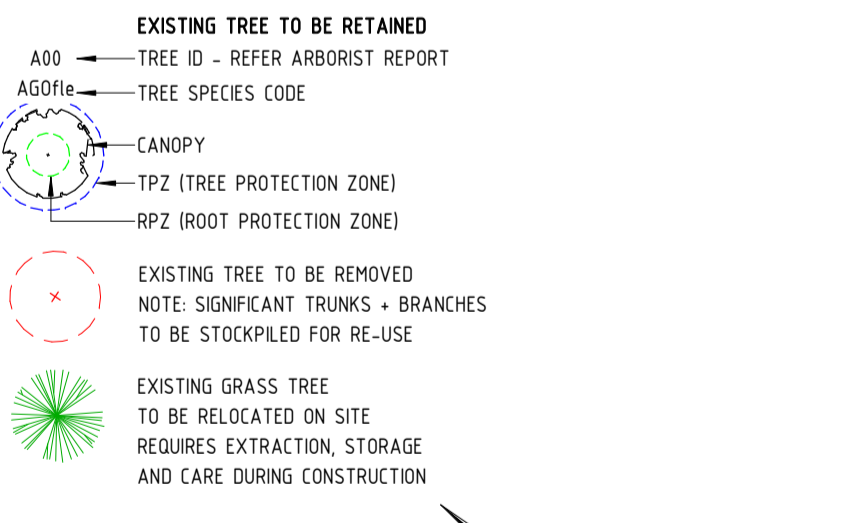 EXISTING TREE TO BE RETAINED
A00 TREE ID - REFER ARBORIST REPORT
AGOfle TREE SPECIES CODE
CANOPY
TPZ (TREE PROTECTION ZONE)
RPZ (ROOT PROTECTION ZONE)
EXISTING TREE TO BE REMOVED
NOTE: SIGNIFICANT TRUNKS + BRANCHES
TO BE STOCKPILED FOR RE-USE
EXISTING GRASS TREE
TO BE RELOCATED ON SITE
REQUIRES EXTRACTION, STORAGE
AND CARE DURING CONSTRUCTION